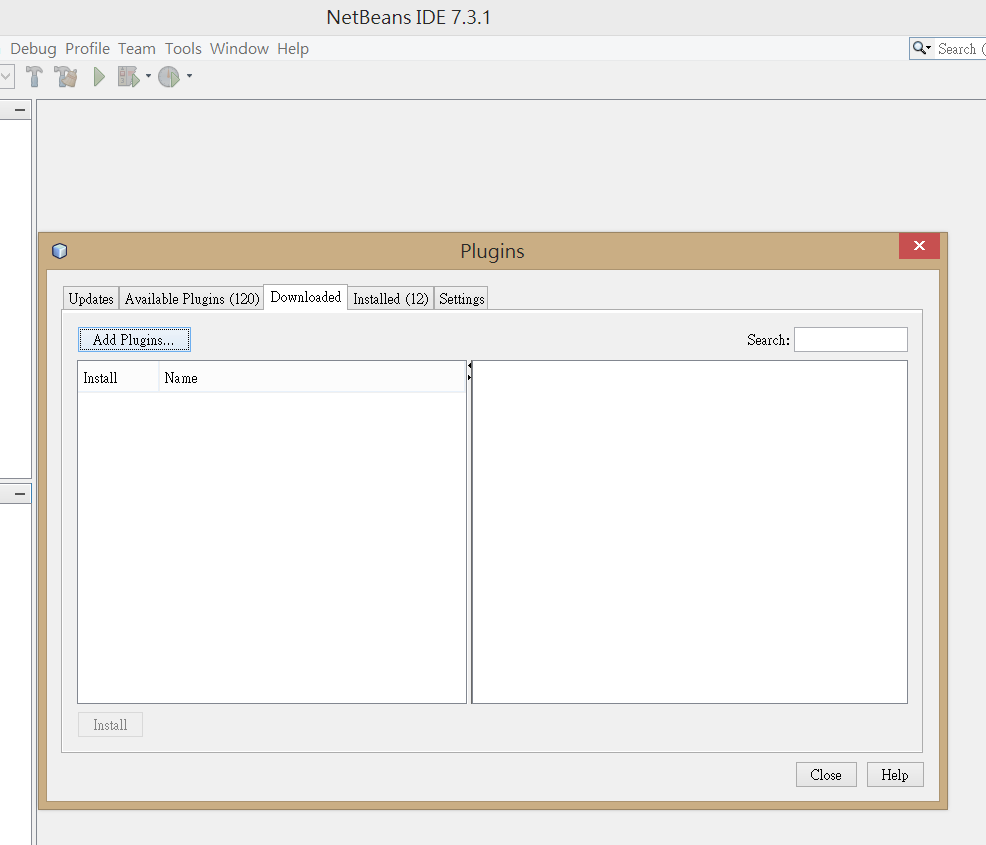 NetBeans IDE 7.3.1
Debug Profile Team Tools Window Help
Search (
Plugins
Updates Available Plugins (120) Downloaded Installed (12) Settings
Add Plugins... Search:
Install Name
Install
Close Help